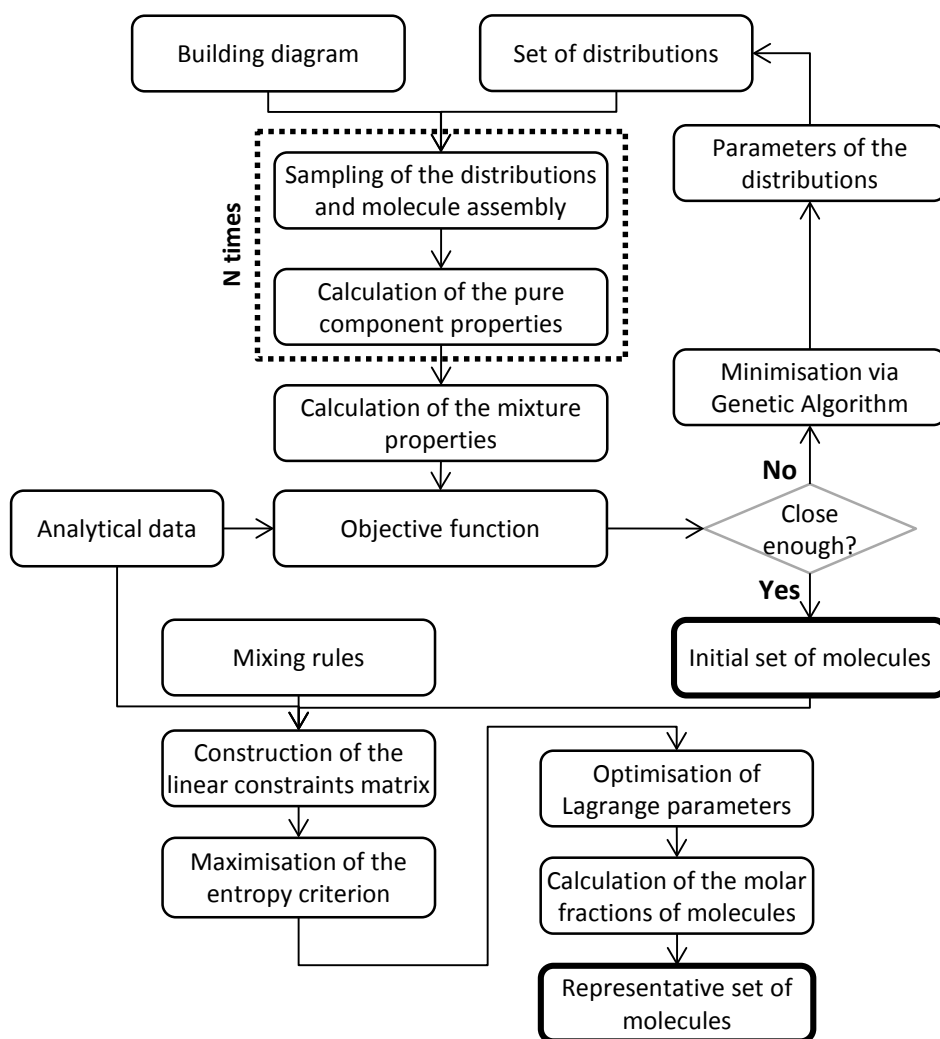 Building diagram
Set of distributions
Parameters of the
distributions
N times
Sampling of the distributions
and molecule assembly
Calculation of the pure
component properties
Minimisation via
Genetic Algorithm
Calculation of the mixture
properties
No
Analytical data
Objective function
Close
enough?
Yes
Mixing rules
Initial set of molecules
Construction of the
linear constraints matrix
Optimisation of
Lagrange parameters
Maximisation of the
entropy criterion
Calculation of the molar
fractions of molecules
Representative set of
molecules